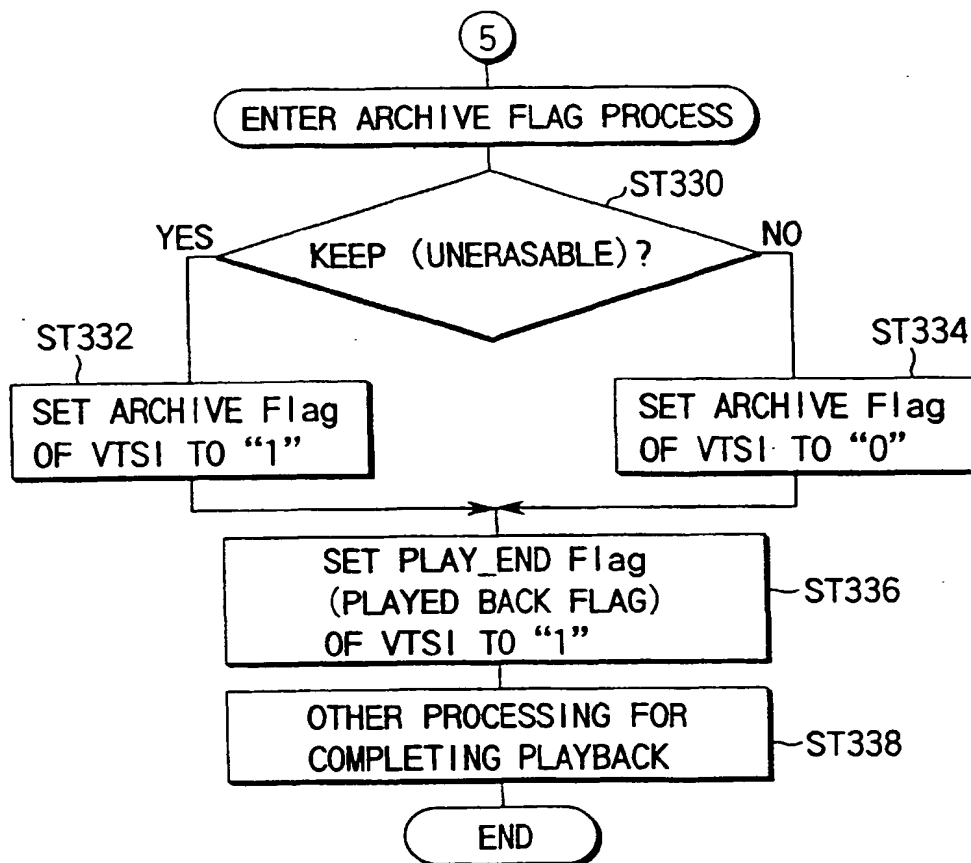 5
ENTER ARCHIVE FLAG PROCESS
ST330
YES
KEEP (UNERASABLE)?
NO
ST332
ST334
SET ARCHIVE Flag
OF VTSI TO “1”
SET ARCHIVE Flag
OF VTSI TO “0”
SET PLAY_END Flag
(PLAYED BACK FLAG)
OF VTSI TO “1”
ST336
OTHER PROCESSING FOR
COMPLETING PLAYBACK
ST338
END